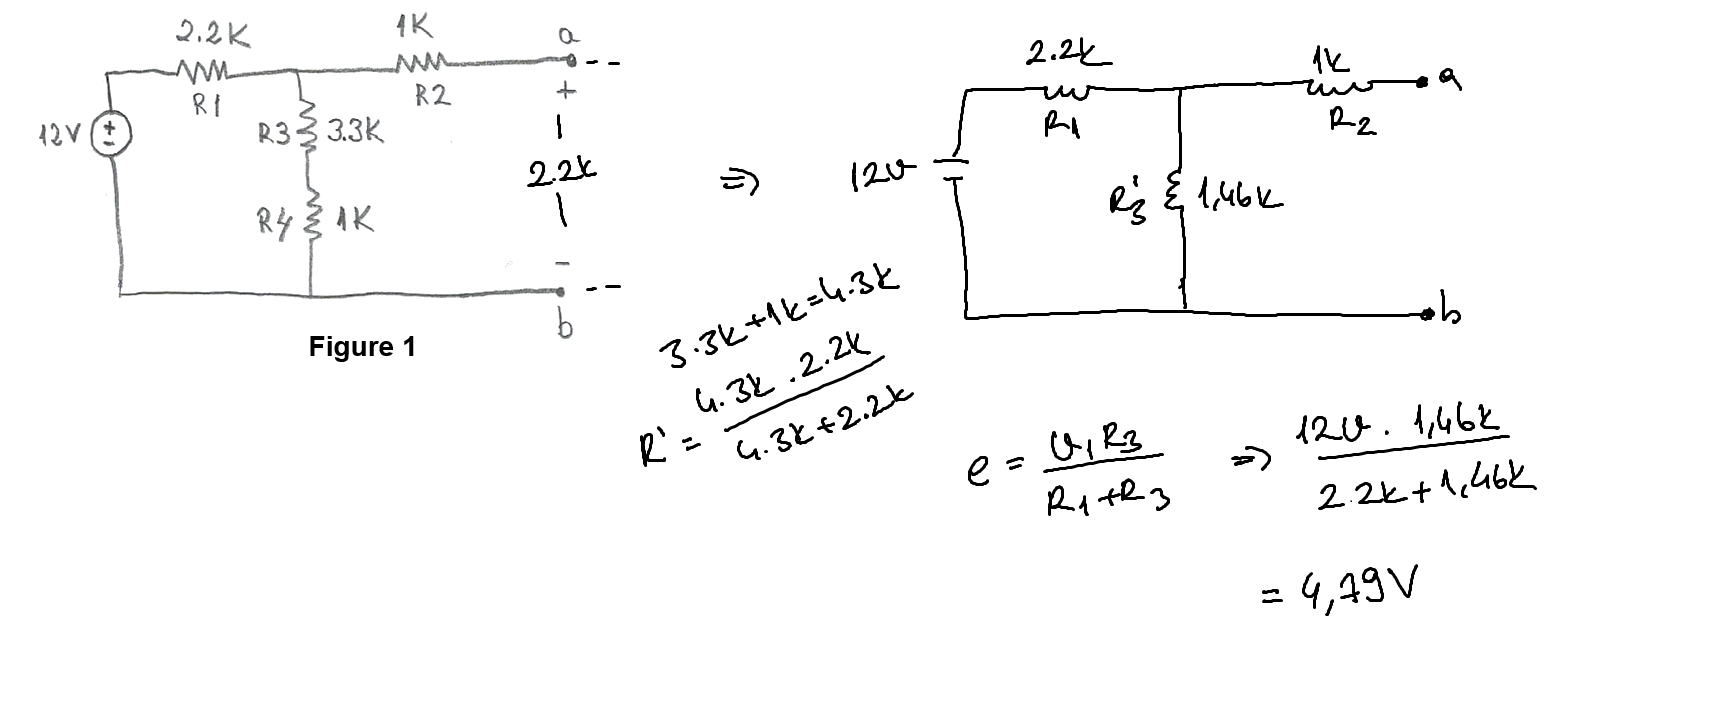 2.2K
1K
a
R1
R2
+
12V
+
-
R3
3.3K
2.2k
R4
1K
-
b
Figure 1
⇒
2.2k
1k
a
R1
R2
12v
R3'
1,46k
b
3.3k+1k=4.3k
R' = 4.3k . 2.2k
4.3k+2.2k
e = V1 R3
R1+R3
⇒ 12v . 1,46k
2.2k+1,46k
= 4,79V